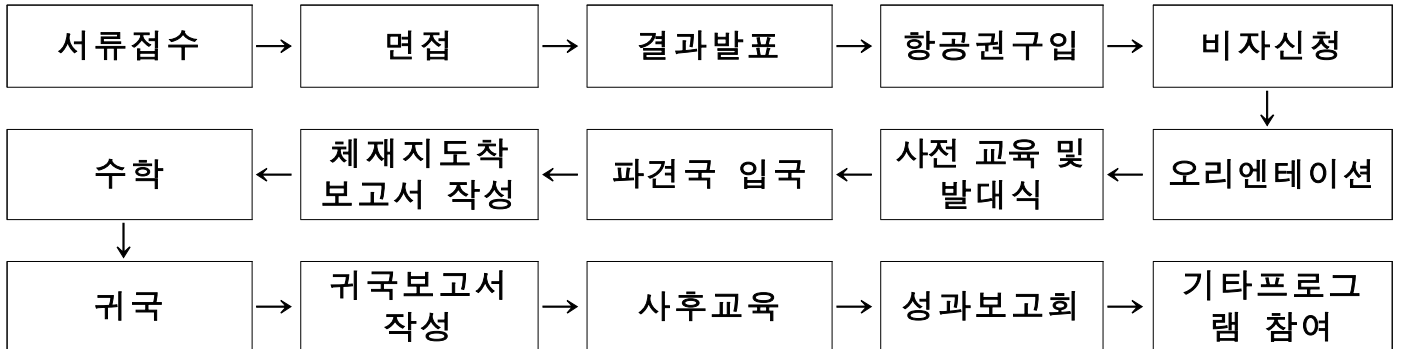 서류접수 → 면접 → 결과발표 → 항공권구입 → 비자신청
오리엔테이션
사전 교육 및
발대식
파견국 입국
체재지도착
보고서 작성
수학
귀국
귀국보고서
작성
사후교육
성과보고회
기타프로그
램 참여